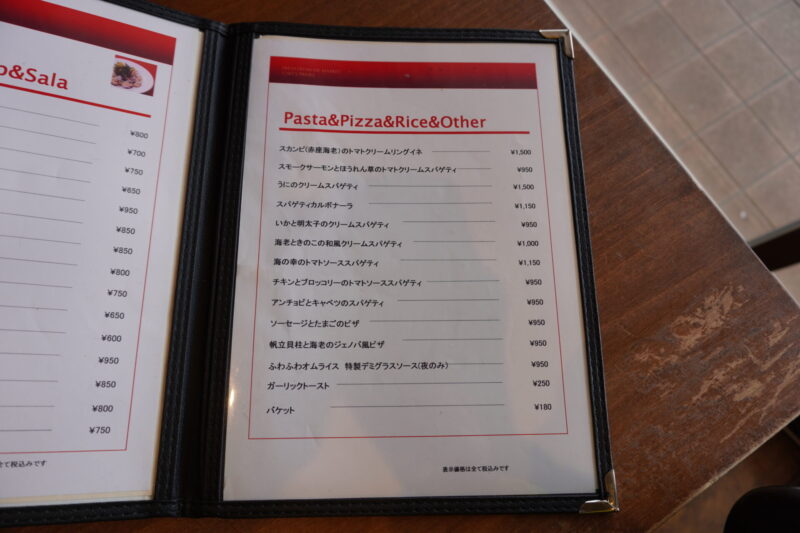 o&Sala
¥800
¥700
¥750
¥650
¥950
¥850
¥850
¥800
¥750
¥650
¥600
¥950
¥850
¥800
¥750
全て税込みです
Pasta&Pizza&Rice&Other
スカンピ(赤座海老)のトマトクリームリングイネ ¥1,500
スモークサーモンとほうれん草のトマトクリームスパゲティ ¥950
うにのクリームスパゲティ ¥1,500
スパゲティカルボナーラ ¥1,150
いかと明太子のクリームスパゲティ ¥950
海老ときのこの和風クリームスパゲティ ¥1,000
海の幸のトマトソーススパゲティ ¥1,150
チキンとブロッコリーのトマトソーススパゲティ ¥950
アンチョビとキャベツのスパゲティ ¥950
ソーセージとたまごのピザ ¥950
帆立貝柱と海老のジェノバ風ピザ ¥950
ふわふわオムライス 特製デミグラスソース(夜のみ) ¥950
ガーリックトースト ¥250
バケット ¥180
表示価格は全て税込みです